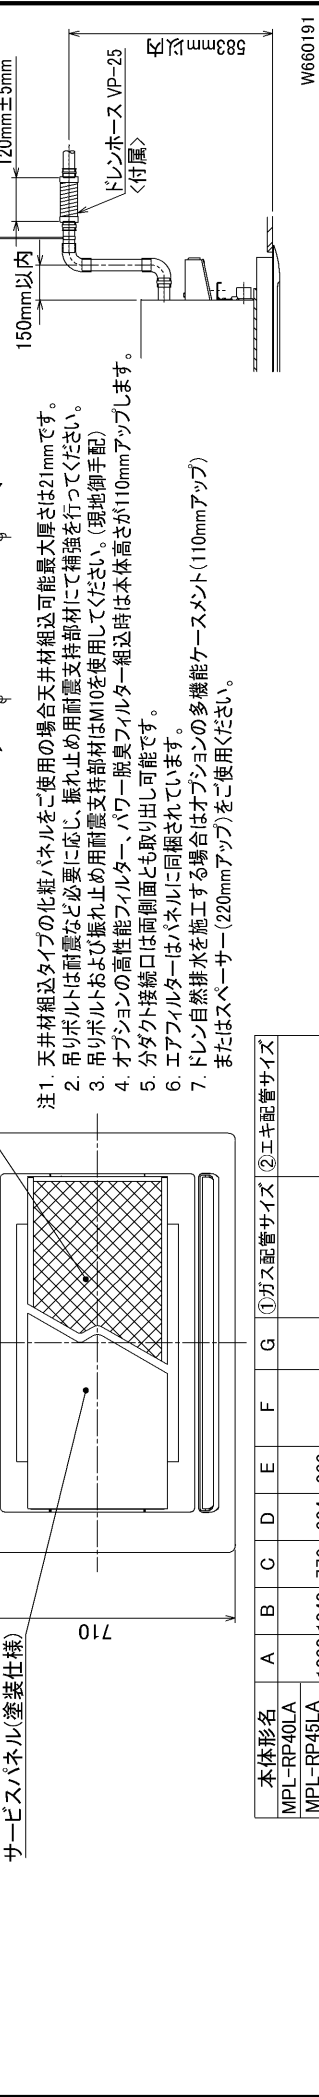 120mm±5mm
583mm以内
ドレンホース VP-25
〈付属〉
150mm以内
W660191
注1. 天井材組込タイプの化粧パネルをご使用の場合天井材組込可能最大厚さは21mmです。
2. 吊りボルトは耐震など必要に応じ、振れ止め用耐震支持部材にて補強を行ってください。
3. 吊りボルトおよび振れ止め用耐震支持部材はM10を使用してください。(現地御手配)
4. オプションの高性能フィルター、パワー脱臭フィルター組込時は本体高さが110mmアップします。
5. 分ダクト接続口は両側面とも取り出し可能です。
6. エアフィルターはパネルに同梱されています。
7. ドレン自然排水を施工する場合はオプションの多機能ケースメント(110mmアップ)
またはスペーサー(220mmアップ)をご使用ください。
サービスパネル(塗装仕様)
710
本体形名 A B C D E F G ①ガス配管サイズ ②エキ配管サイズ
MPL-RP40LA
MPL-RP45LA